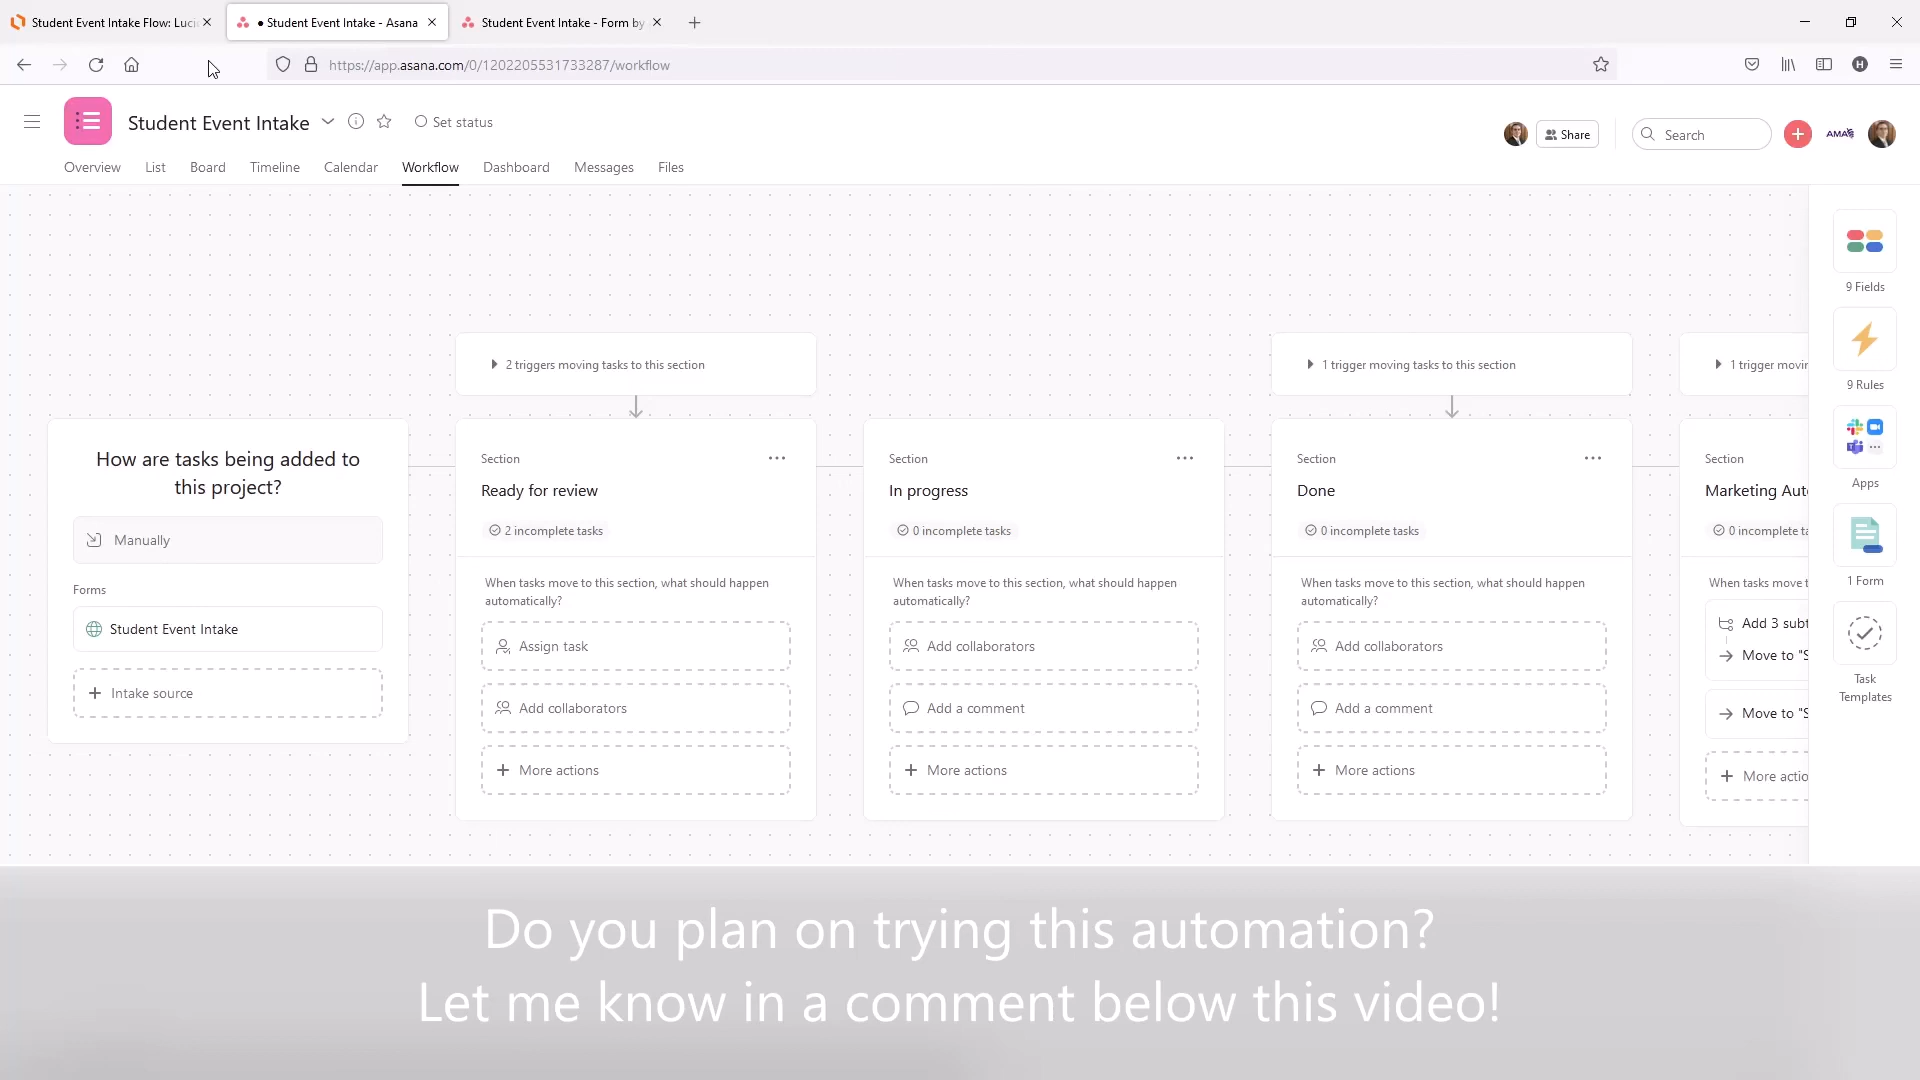 Student Event Intake Flow: Luci
• Student Event Intake - Asana
Student Event Intake - Form by
https://app.asana.com/0/1202205531733287/workflow
H
Student Event Intake
Set status
Share
Search
AMA
Overview
List
Board
Timeline
Calendar
Workflow
Dashboard
Messages
Files
How are tasks being added to
this project?
Manually
Forms
Student Event Intake
+ Intake source
2 triggers moving tasks to this section
Section
Ready for review
2 incomplete tasks
When tasks move to this section, what should happen
automatically?
Assign task
Add collaborators
+ More actions
Section
In progress
0 incomplete tasks
When tasks move to this section, what should happen
automatically?
Add collaborators
Add a comment
+ More actions
1 trigger moving tasks to this section
Section
Done
0 incomplete tasks
When tasks move to this section, what should happen
automatically?
Add collaborators
Add a comment
+ More actions
1 trigger movin
Section
Marketing Auto
0 incomplete ta
When tasks move t
Add 3 subt
→ Move to "S
→ Move to "S
+ More actio
9 Fields
9 Rules
Apps
1 Form
Task
Templates
Do you plan on trying this automation?
Let me know in a comment below this video!